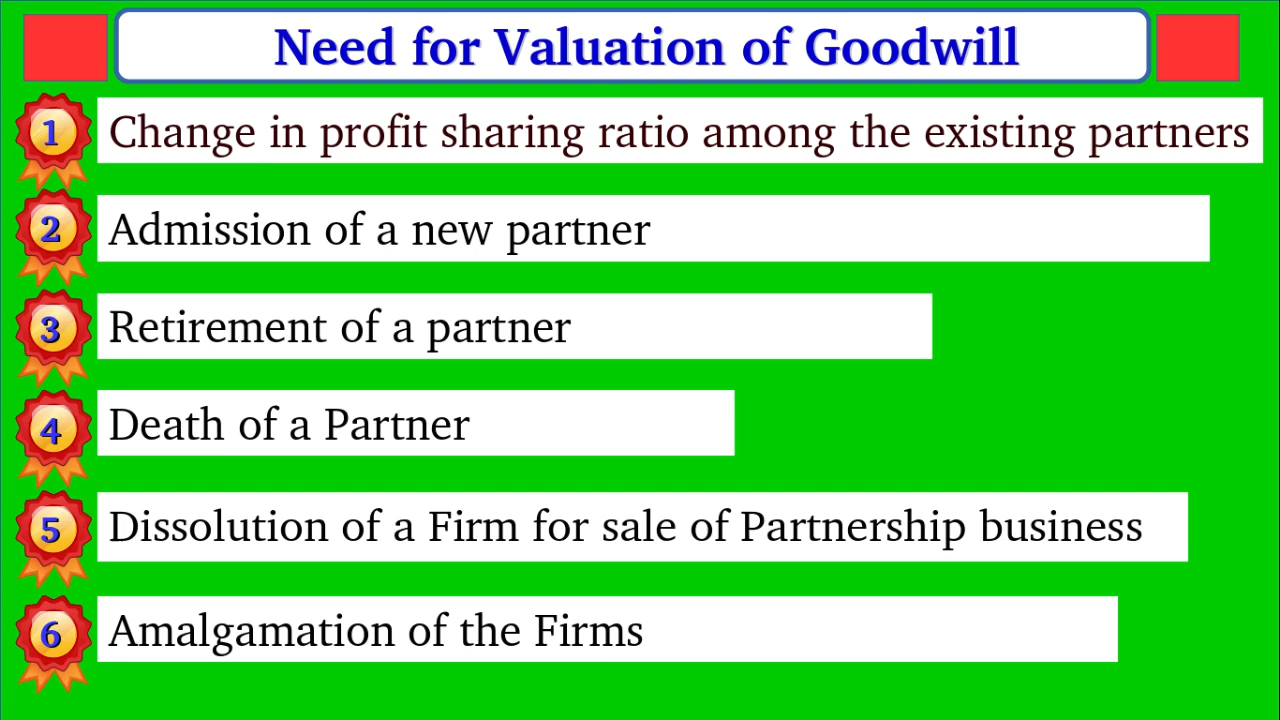 Need for Valuation of Goodwill
1 Change in profit sharing ratio among the existing partners
2 Admission of a new partner
3 Retirement of a partner
4 Death of a Partner
5 Dissolution of a Firm for sale of Partnership business
6 Amalgamation of the Firms